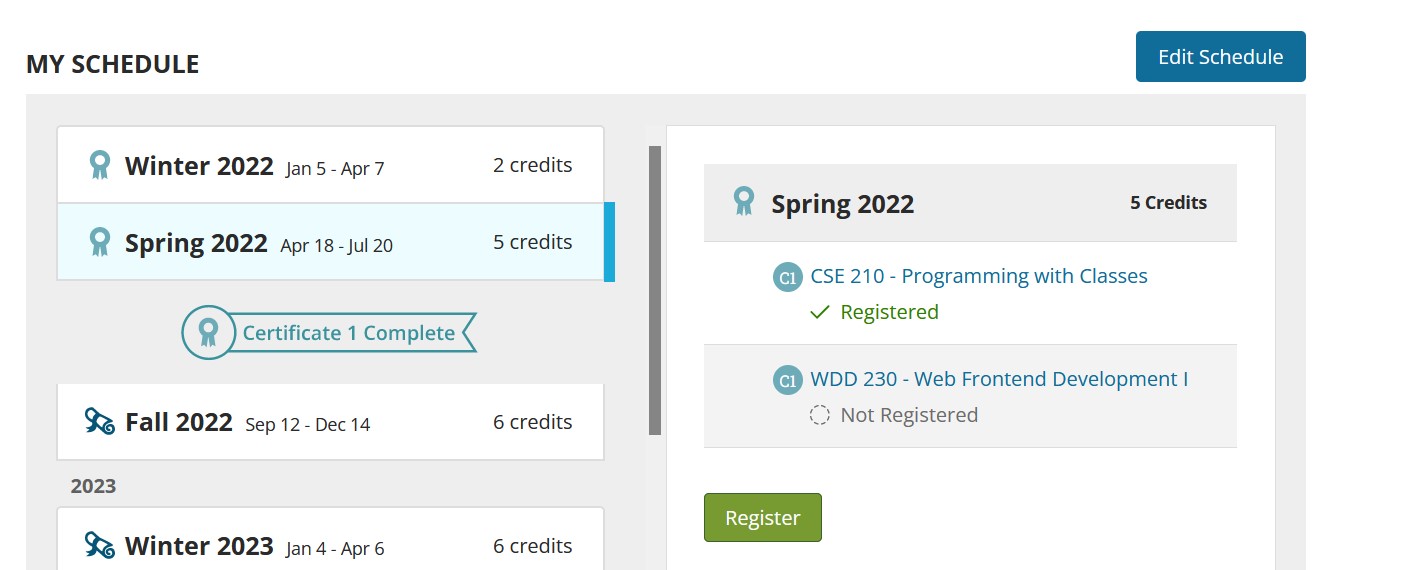 MY SCHEDULE
Edit Schedule
Winter 2022 Jan 5 - Apr 7 2 credits
Spring 2022 Apr 18 - Jul 20 5 credits
Certificate 1 Complete
Fall 2022 Sep 12 - Dec 14 6 credits
2023
Winter 2023 Jan 4 - Apr 6 6 credits
Spring 2022 5 Credits
C1 CSE 210 - Programming with Classes
Registered
C1 WDD 230 - Web Frontend Development I
Not Registered
Register